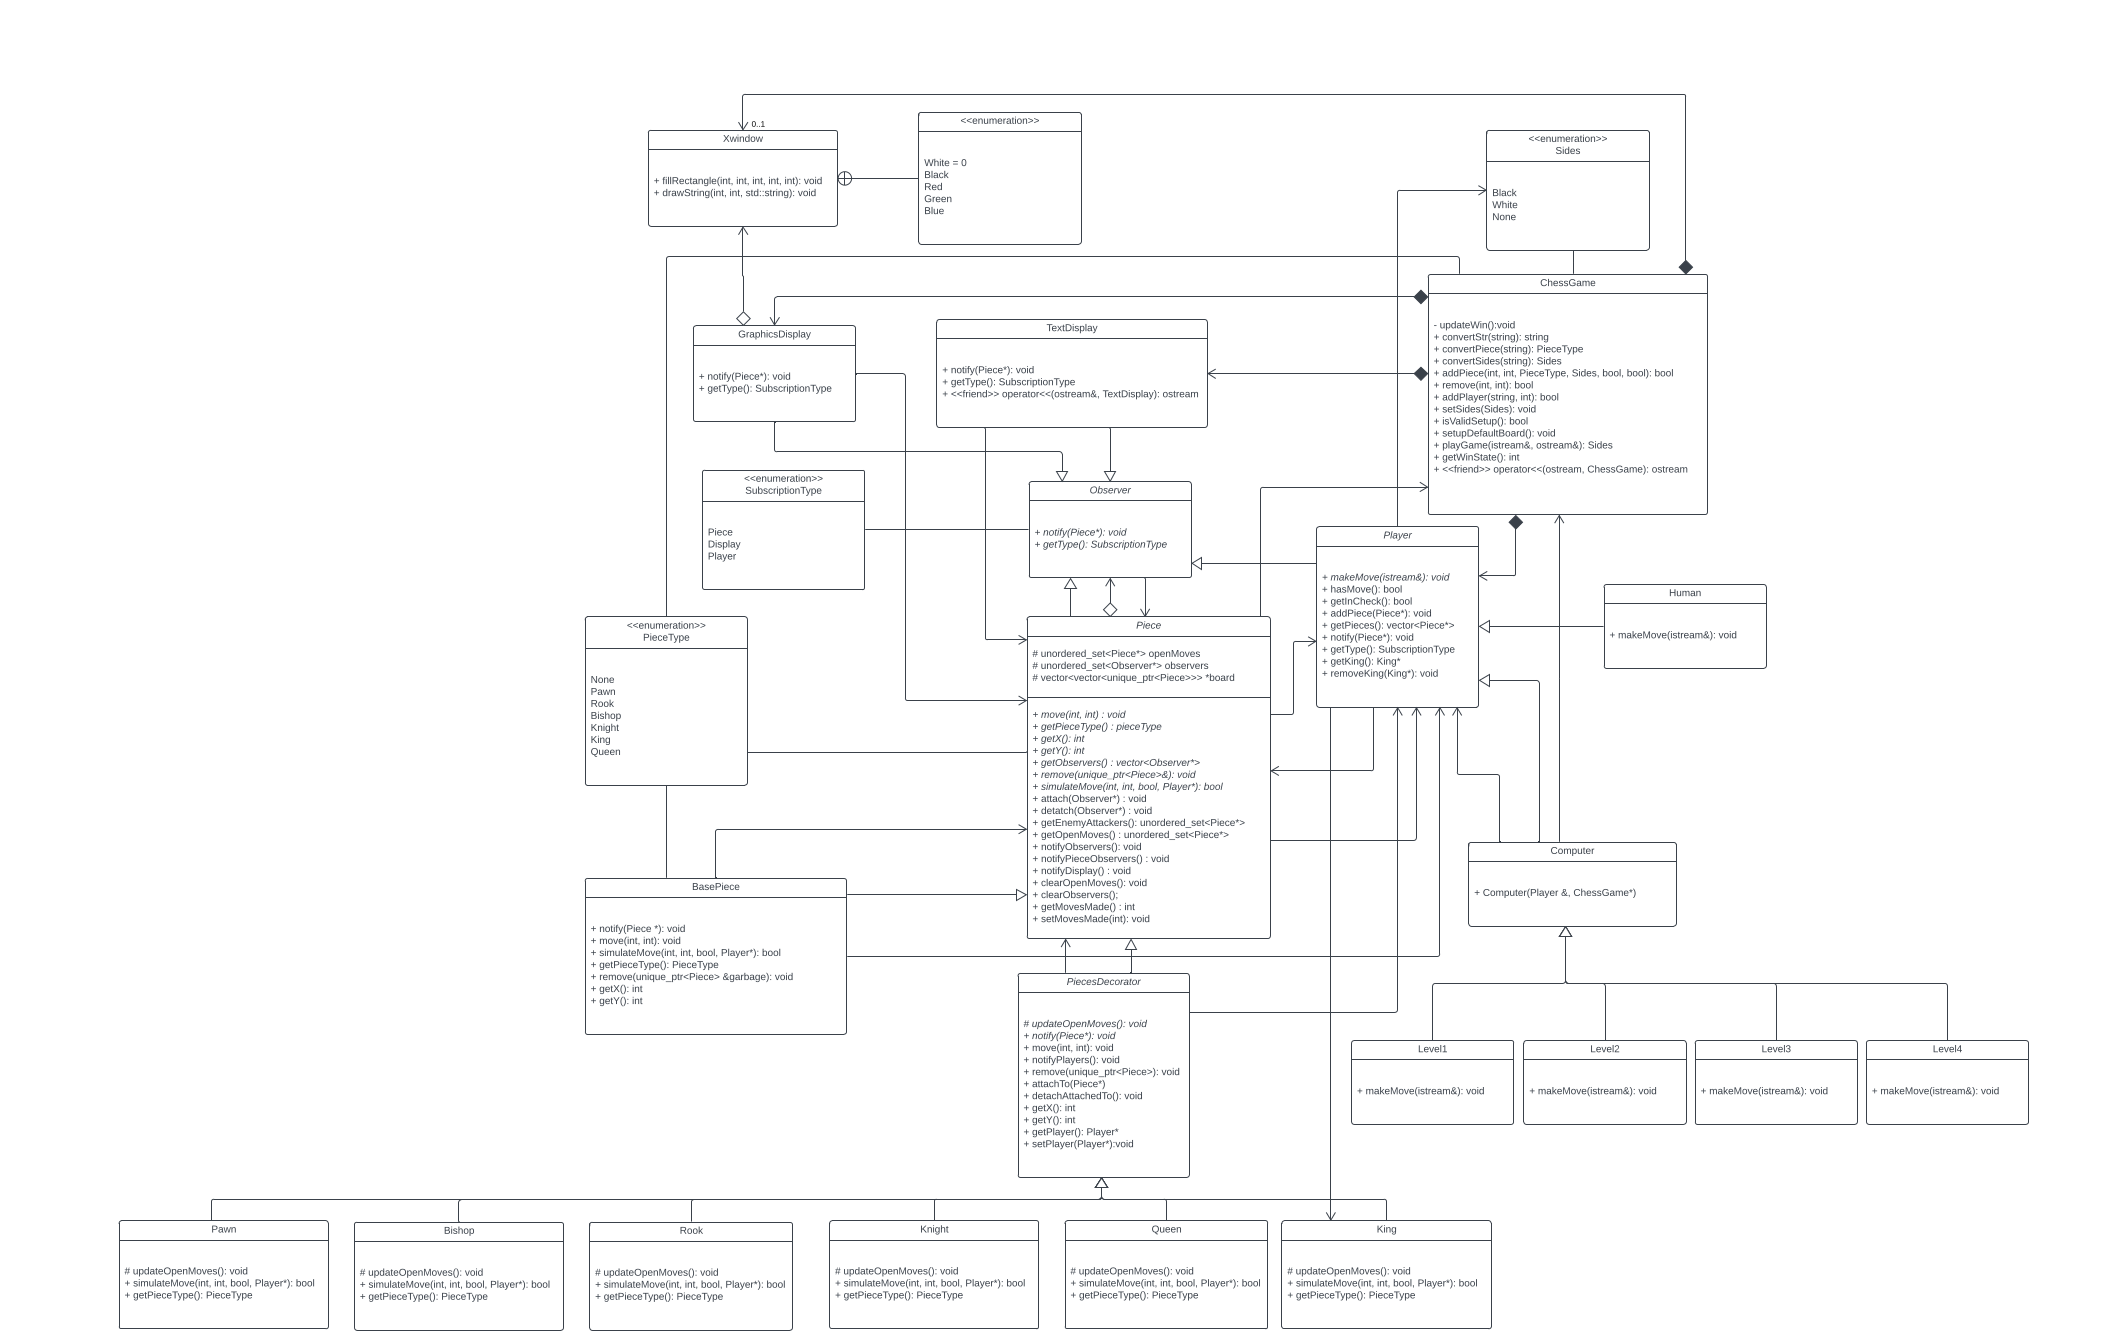 0..1
Xwindow
+ fillRectangle(int, int, int, int, int): void
+ drawString(int, int, std::string): void
<<enumeration>>
White = 0
Black
Red
Green
Blue
<<enumeration>>
Sides
Black
White
None
ChessGame
- updateWin():void
+ convertStr(string): string
+ convertPiece(string): PieceType
+ convertSides(string): Sides
+ addPiece(int, int, PieceType, Sides, bool, bool): bool
+ remove(int, int): bool
+ addPlayer(string, int): bool
+ setSides(Sides): void
+ isValidSetup(): bool
+ setupDefaultBoard(): void
+ playGame(istream&, ostream&): Sides
+ getWinState(): int
+ <<friend>> operator<<(ostream, ChessGame): ostream
GraphicsDisplay
+ notify(Piece*): void
+ getType(): SubscriptionType
TextDisplay
+ notify(Piece*): void
+ getType(): SubscriptionType
+ <<friend>> operator<<(ostream&, TextDisplay): ostream
<<enumeration>>
SubscriptionType
Piece
Display
Player
Observer
+ notify(Piece*): void
+ getType(): SubscriptionType
Player
+ makeMove(istream&): void
+ hasMove(): bool
+ getInCheck(): bool
+ addPiece(Piece*): void
+ getPieces(): vector<Piece*>
+ notify(Piece*): void
+ getType(): SubscriptionType
+ getKing(): King*
+ removeKing(King*): void
Human
+ makeMove(istream&): void
<<enumeration>>
PieceType
None
Pawn
Rook
Bishop
Knight
King
Queen
Piece
# unordered_set<Piece*> openMoves
# unordered_set<Observer*> observers
# vector<vector<unique_ptr<Piece>>> *board
+ move(int, int) : void
+ getPieceType() : pieceType
+ getX(): int
+ getY(): int
+ getObservers() : vector<Observer*>
+ remove(unique_ptr<Piece>&): void
+ simulateMove(int, int, bool, Player*): bool
+ attach(Observer*) : void
+ detatch(Observer*) : void
+ getEnemyAttackers(): unordered_set<Piece*>
+ getOpenMoves() : unordered_set<Piece*>
+ notifyObservers(): void
+ notifyPieceObservers() : void
+ notifyDisplay() : void
+ clearOpenMoves(): void
+ clearObservers();
+ getMovesMade() : int
+ setMovesMade(int): void
Computer
+ Computer(Player &, ChessGame*)
BasePiece
+ notify(Piece *): void
+ move(int, int): void
+ simulateMove(int, int, bool, Player*): bool
+ getPieceType(): PieceType
+ remove(unique_ptr<Piece> &garbage): void
+ getX(): int
+ getY(): int
PiecesDecorator
# updateOpenMoves(): void
+ notify(Piece*): void
+ move(int, int): void
+ notifyPlayers(): void
+ remove(unique_ptr<Piece>): void
+ attachTo(Piece*)
+ detachAttachedTo(): void
+ getX(): int
+ getY(): int
+ getPlayer(): Player*
+ setPlayer(Player*):void
Level1
+ makeMove(istream&): void
Level2
+ makeMove(istream&): void
Level3
+ makeMove(istream&): void
Level4
+ makeMove(istream&): void
Pawn
# updateOpenMoves(): void
+ simulateMove(int, int, bool, Player*): bool
+ getPieceType(): PieceType
Bishop
# updateOpenMoves(): void
+ simulateMove(int, int, bool, Player*): bool
+ getPieceType(): PieceType
Rook
# updateOpenMoves(): void
+ simulateMove(int, int, bool, Player*): bool
+ getPieceType(): PieceType
Knight
# updateOpenMoves(): void
+ simulateMove(int, int, bool, Player*): bool
+ getPieceType(): PieceType
Queen
# updateOpenMoves(): void
+ simulateMove(int, int, bool, Player*): bool
+ getPieceType(): PieceType
King
# updateOpenMoves(): void
+ simulateMove(int, int, bool, Player*): bool
+ getPieceType(): PieceType